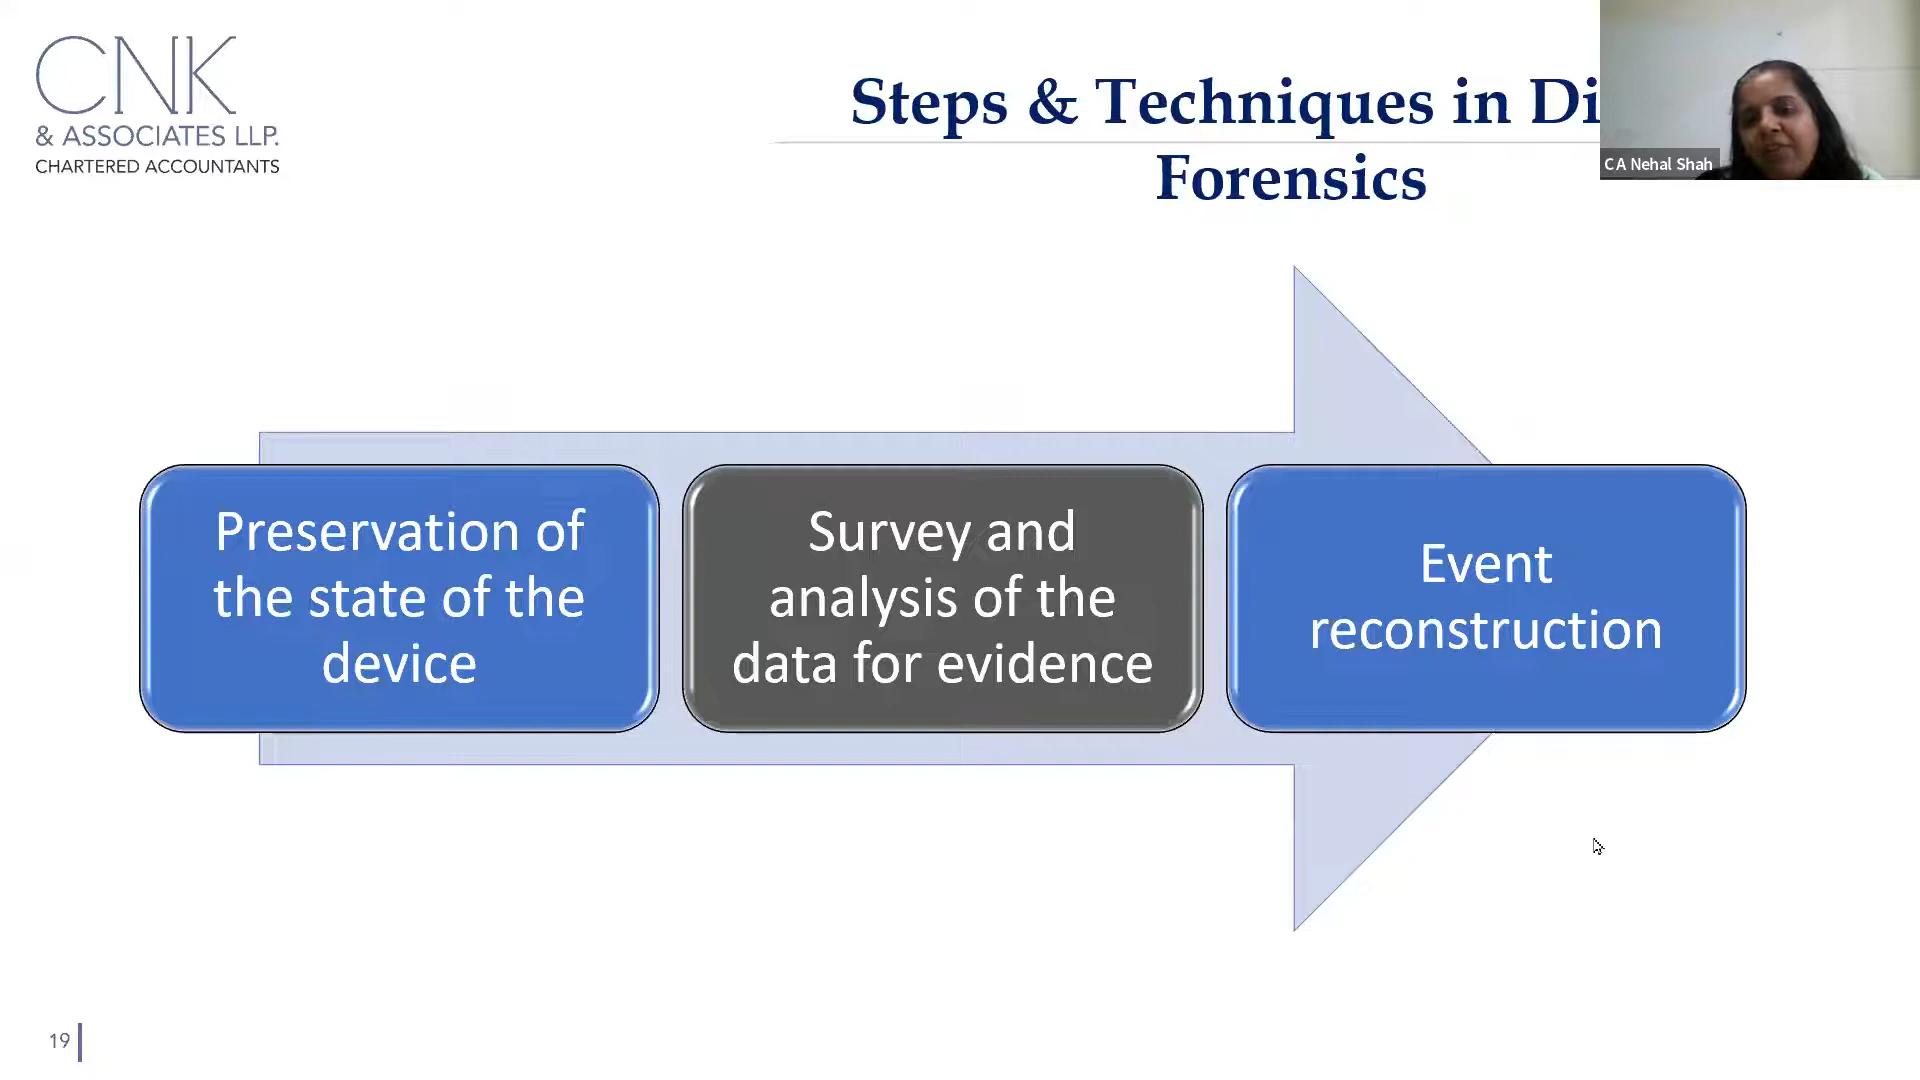 CNK
& ASSOCIATES LLP.
CHARTERED ACCOUNTANTS
Steps & Techniques in Di
Forensics
C A Nehal Shah
Preservation of
the state of the
device
Survey and
analysis of the
data for evidence
Event
reconstruction
19